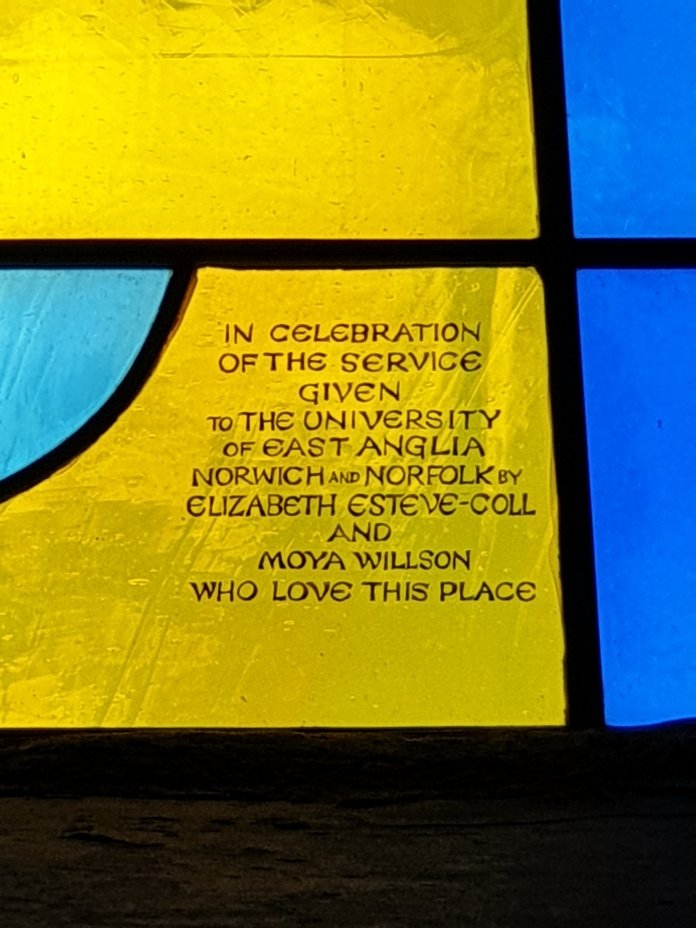 IN CELEBRATION
OF THE SERVICE
GIVEN
TO THE UNIVERSITY
OF EAST ANGLIA
NORWICH AND NORFOLK BY
ELIZABETH ESTEVE-COLL
AND
MOYA WILLSON
WHO LOVE THIS PLACE